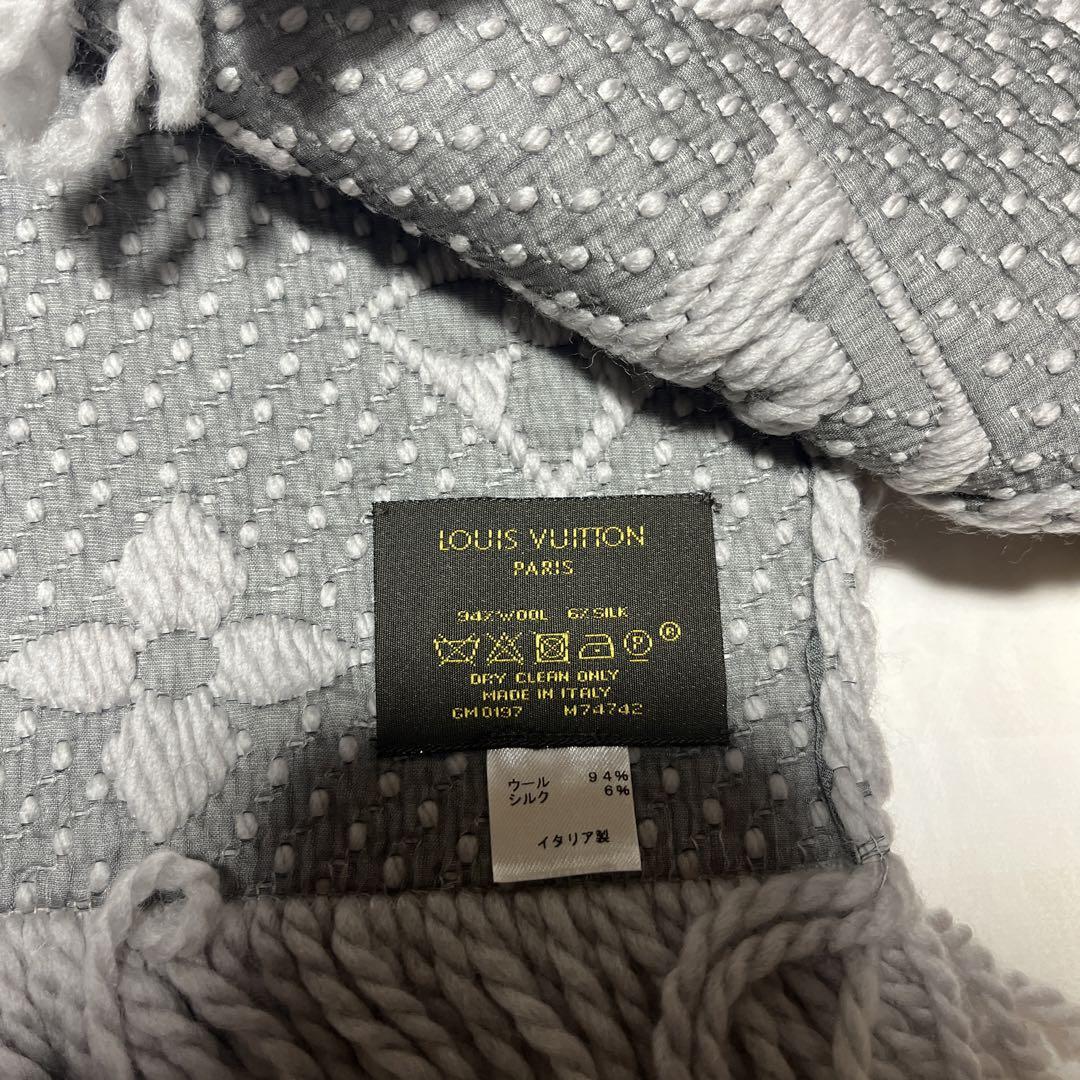 LOUIS VUITTON
PARIS
94% WOOL 6% SILK
P ®
DRY CLEAN ONLY
MADE IN ITALY
GM0197 M74742
ウール 94%
シルク 6%
イタリア製